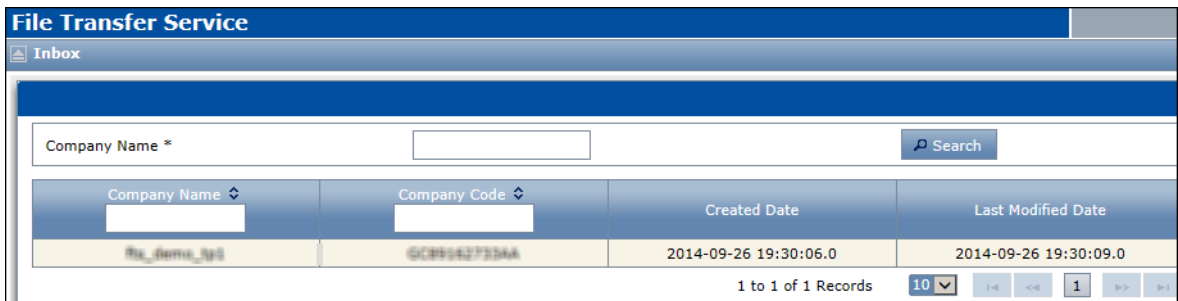 File Transfer Service
Inbox
Company Name * Search
Company Name Company Code Created Date Last Modified Date
2014-09-26 19:30:06.0 2014-09-26 19:30:09.0
1 to 1 of 1 Records 10 1